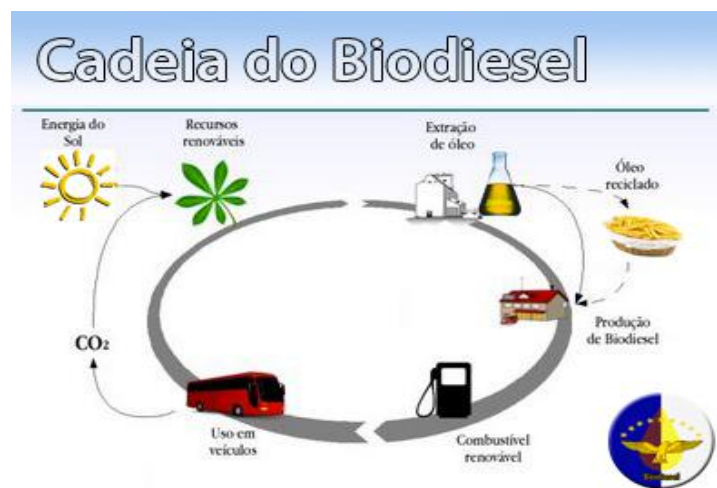 Cadeia do Biodiesel
Energia do
Sol
Recursos
renováveis
Extração
de óleo
Óleo
reciclado
Produção
de Biodiesel
CO2
Uso em
veículos
Combustível
renovável